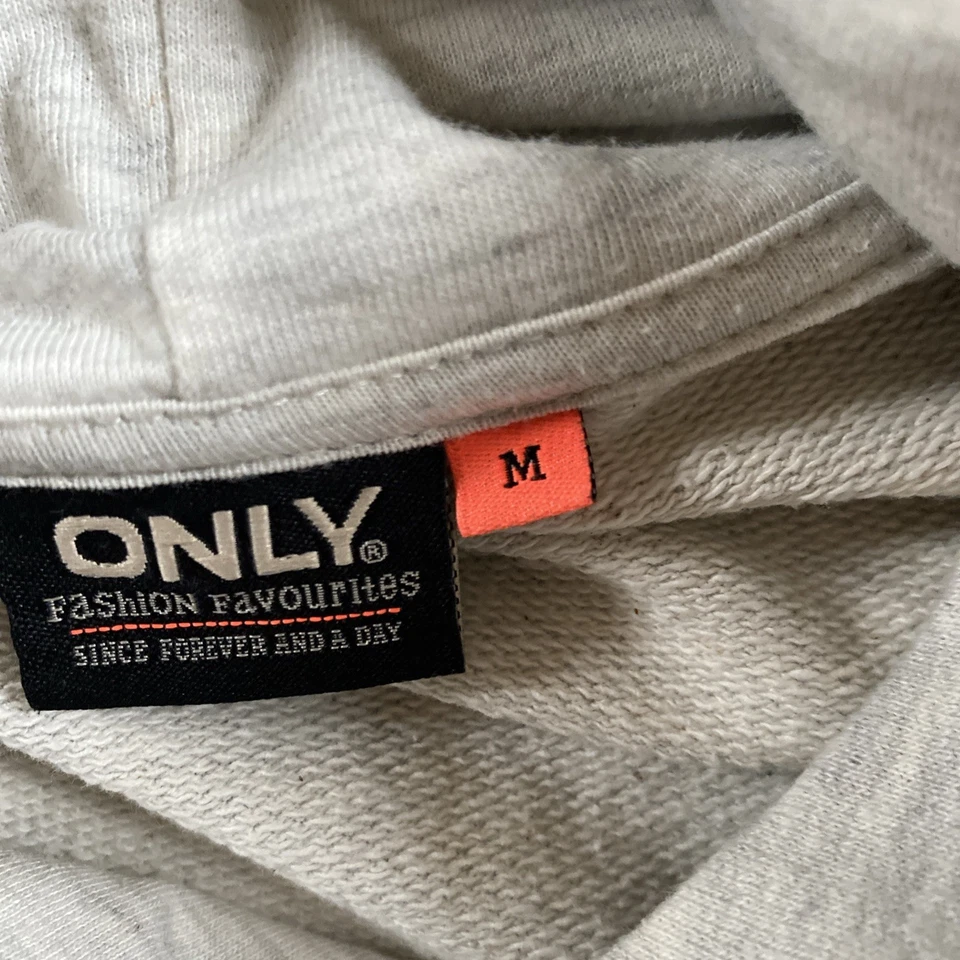 ONLY®
Fashion Favourites
SINCE FOREVER AND A DAY
M